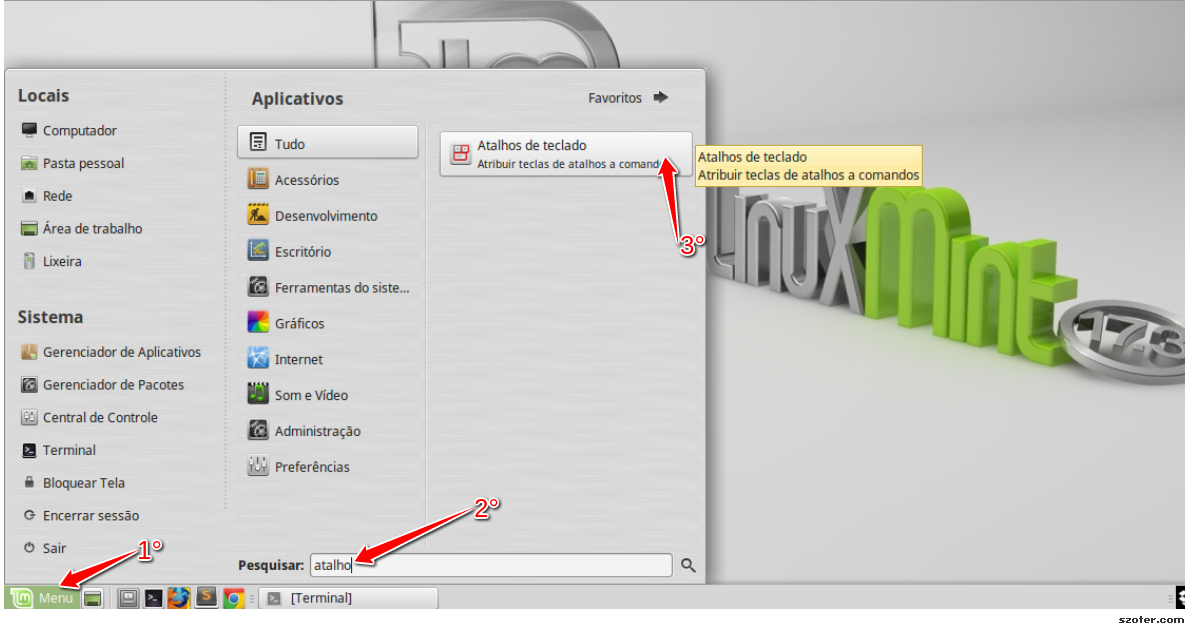 Locais
Computador
Pasta pessoal
Rede
Área de trabalho
Lixeira
Sistema
Gerenciador de Aplicativos
Gerenciador de Pacotes
Central de Controle
Terminal
Bloquear Tela
Encerrar sessão
Sair
Aplicativos
Favoritos
Tudo
Acessórios
Desenvolvimento
Escritório
Ferramentas do siste...
Gráficos
Internet
Som e Vídeo
Administração
Preferências
Atalhos de teclado
Atribuir teclas de atalhos a comand
Atalhos de teclado
Atribuir teclas de atalhos a comandos
3°
2°
1°
Pesquisar: atalho
LinuxMint
17.3
Menu
[Terminal]
szoter.com